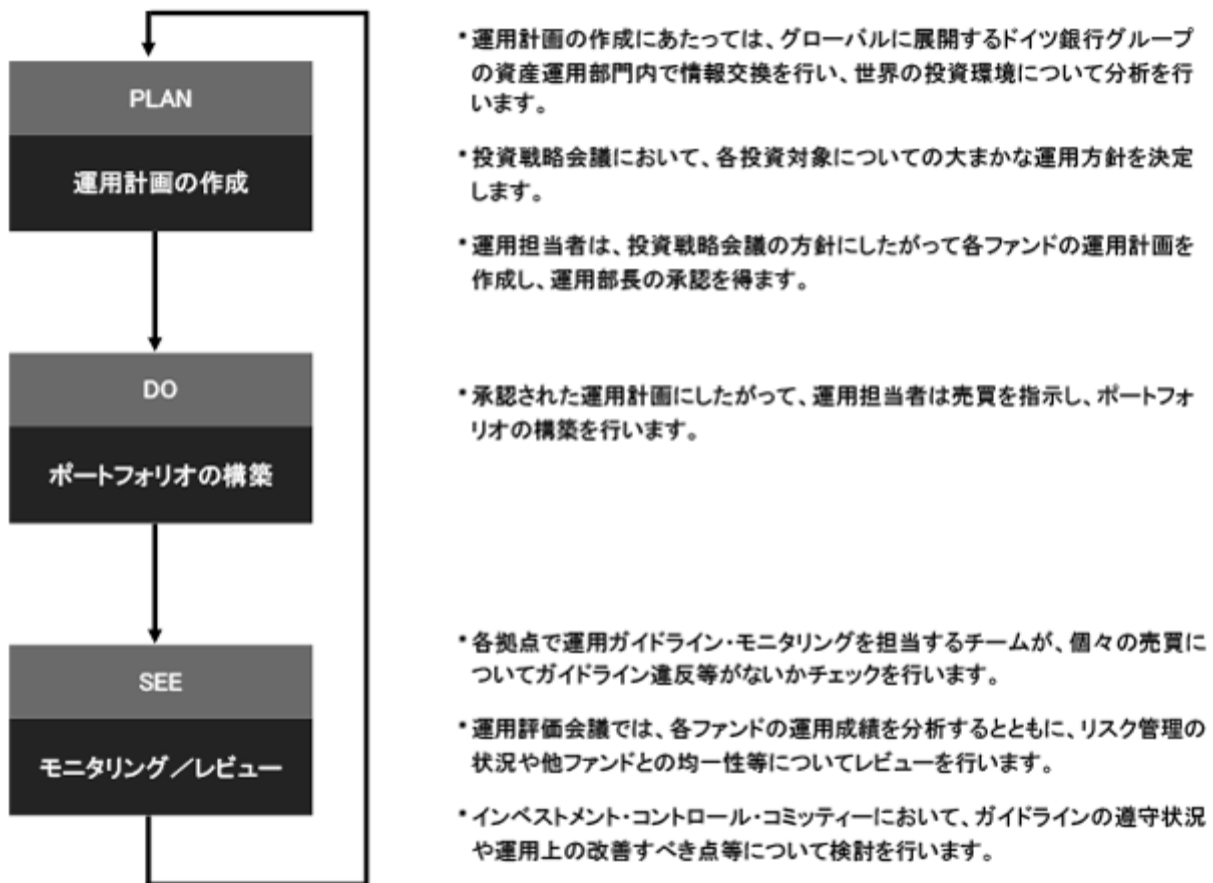 PLAN
運用計画の作成
*運用計画の作成にあたっては、グローバルに展開するドイツ銀行グループ
の資産運用部門内で情報交換を行い、世界の投資環境について分析を行
います。
*投資戦略会議において、各投資対象についての大まかな運用方針を決定
します。
*運用担当者は、投資戦略会議の方針にしたがって各ファンドの運用計画を
作成し、運用部長の承認を得ます。
DO
ポートフォリオの構築
*承認された運用計画にしたがって、運用担当者は売買を指示し、ポートフォ
リオの構築を行います。
SEE
モニタリング/レビュー
*各拠点で運用ガイドライン・モニタリングを担当するチームが、個々の売買に
ついてガイドライン違反等がないかチェックを行います。
*運用評価会議では、各ファンドの運用成績を分析するとともに、リスク管理の
状況や他ファンドとの均一性等についてレビューを行います。
*インベストメント・コントロール・コミッティーにおいて、ガイドラインの遵守状況
や運用上の改善すべき点等について検討を行います。